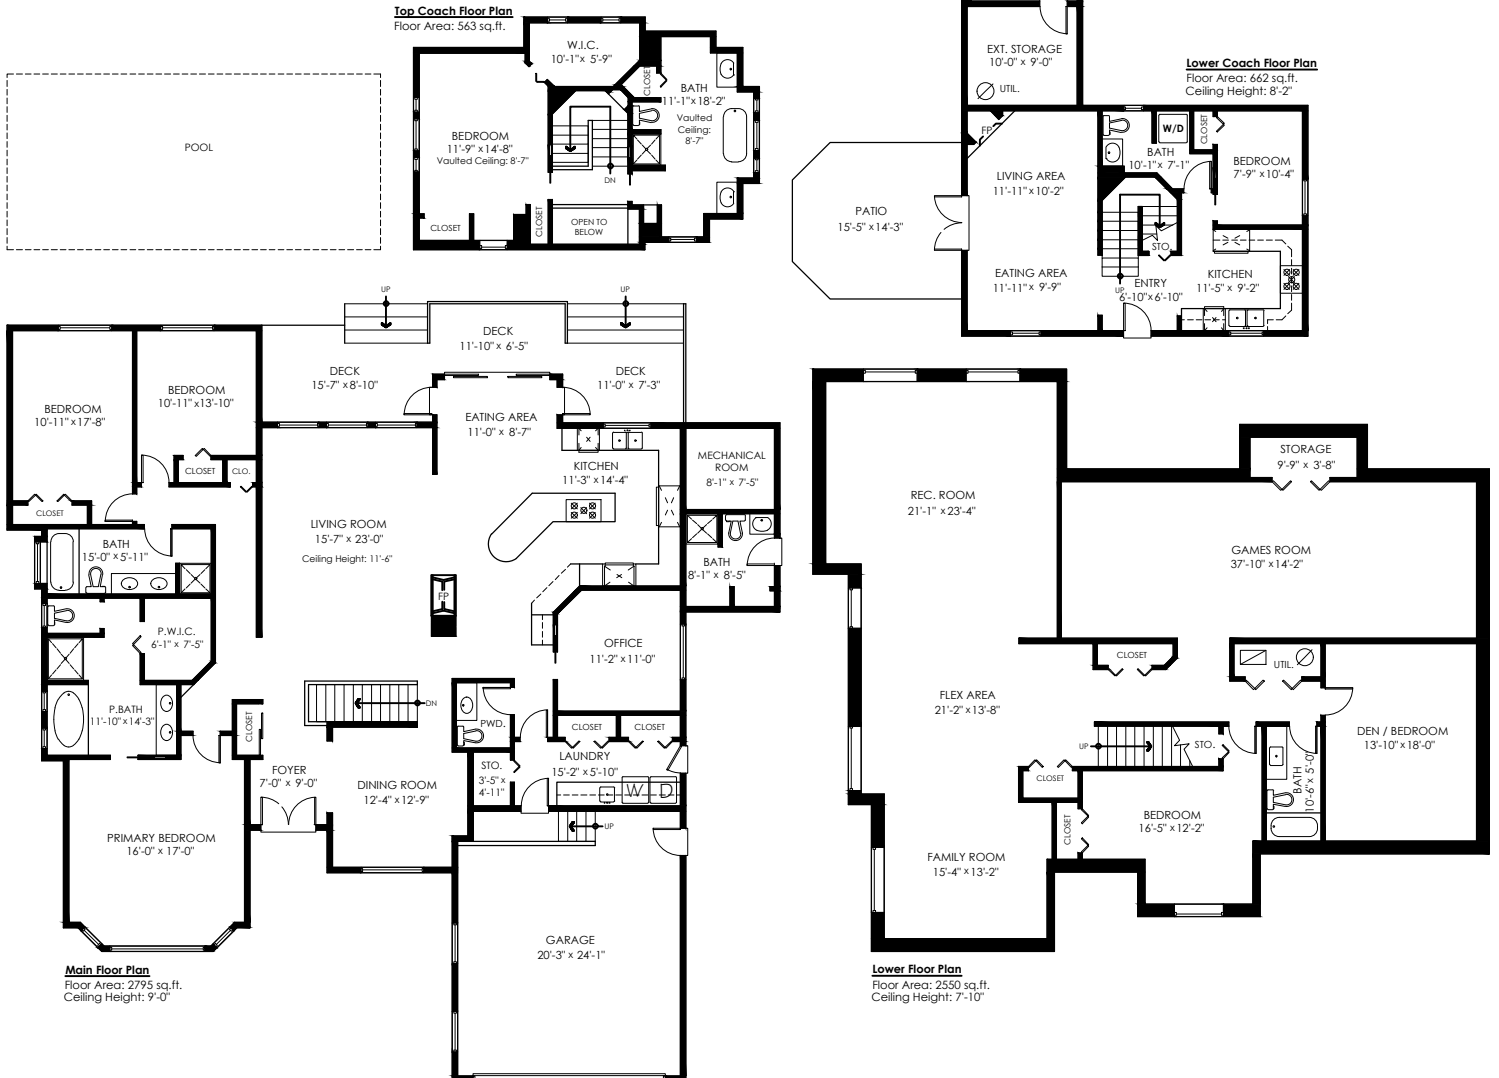 Top Coach Floor Plan
Floor Area: 563 sq.ft.
W.I.C.
10'-1" x 5'-9"
CLOSET
BATH
11'-1" x 18'-2"
Vaulted
Ceiling:
8'-7"
BEDROOM
11'-9" x 14'-8"
Vaulted Ceiling: 8'-7"
DN
CLOSET
CLOSET
OPEN TO
BELOW
POOL
EXT. STORAGE
10'-0" x 9'-0"
UTIL.
Lower Coach Floor Plan
Floor Area: 662 sq.ft.
Ceiling Height: 8'-2"
FP
W/D
CLOSET
BATH
10'-1" x 7'-1"
BEDROOM
7'-9" x 10'-4"
LIVING AREA
11'-11" x 10'-2"
PATIO
15'-5" x 14'-3"
STO.
EATING AREA
11'-11" x 9'-9"
UP
ENTRY
6'-10" x 6'-10"
KITCHEN
11'-5" x 9'-2"
UP
UP
DECK
11'-10" x 6'-5"
DECK
15'-7" x 8'-10"
DECK
11'-0" x 7'-3"
BEDROOM
10'-11" x 17'-8"
BEDROOM
10'-11" x 13'-10"
EATING AREA
11'-0" x 8'-7"
CLOSET
CLO.
CLOSET
KITCHEN
11'-3" x 14'-4"
MECHANICAL
ROOM
8'-1" x 7'-5"
LIVING ROOM
15'-7" x 23'-0"
Ceiling Height: 11'-6"
BATH
15'-0" x 5'-11"
BATH
8'-1" x 8'-5"
FP
P.W.I.C.
6'-1" x 7'-5"
OFFICE
11'-2" x 11'-0"
P.BATH
11'-10" x 14'-3"
CLOSET
DN
PWD.
CLOSET
CLOSET
LAUNDRY
15'-2" x 5'-10"
STO.
3'-5" x
4'-11"
W
D
FOYER
7'-0" x 9'-0"
DINING ROOM
12'-4" x 12'-9"
UP
PRIMARY BEDROOM
16'-0" x 17'-0"
GARAGE
20'-3" x 24'-1"
Main Floor Plan
Floor Area: 2795 sq.ft.
Ceiling Height: 9'-0"
STORAGE
9'-9" x 3'-8"
REC. ROOM
21'-1" x 23'-4"
GAMES ROOM
37'-10" x 14'-2"
CLOSET
UTIL.
FLEX AREA
21'-2" x 13'-8"
UP
STO.
CLOSET
DEN / BEDROOM
13'-10" x 18'-0"
BATH
10'-6" x 5'-0"
CLOSET
BEDROOM
16'-5" x 12'-2"
FAMILY ROOM
15'-4" x 13'-2"
Lower Floor Plan
Floor Area: 2550 sq.ft.
Ceiling Height: 7'-10"